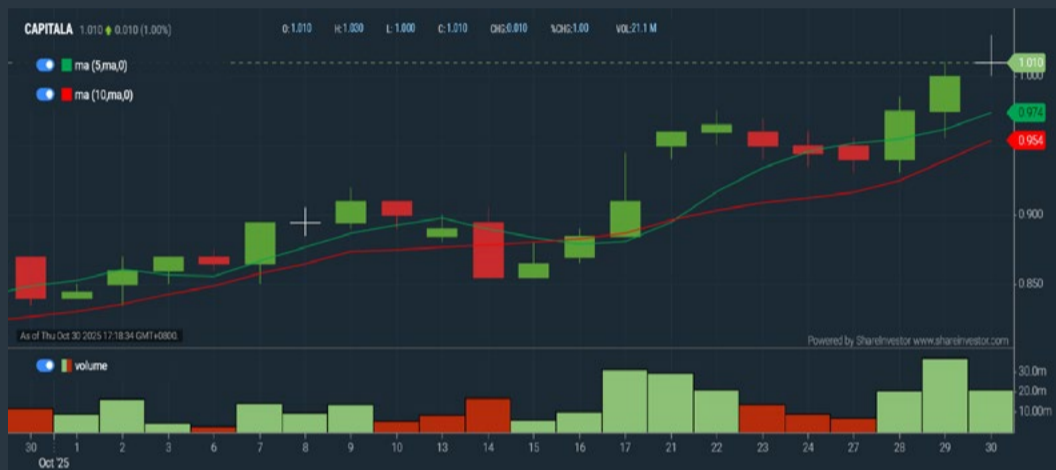 CAPITALA 1.010 0.010 (1.00%) O:1.010 H:1.030 L:1.000 C:1.010 CHG:0.010 %CHG:1.00 VOL:21.1 M
ma (5,ma,0)
ma (10,ma,0)
1.010
1.000
0.974
0.954
0.900
0.850
As of Thu Oct 30 2025 17:18:34 GMT+0800.
Powered by ShareInvestor www.shareinvestor.com
volume
30.0m
20.0m
10.00m
30 1 2 3 6 7 8 9 10 13 14 15 16 17 21 22 23 24 27 28 29 30
Oct '25